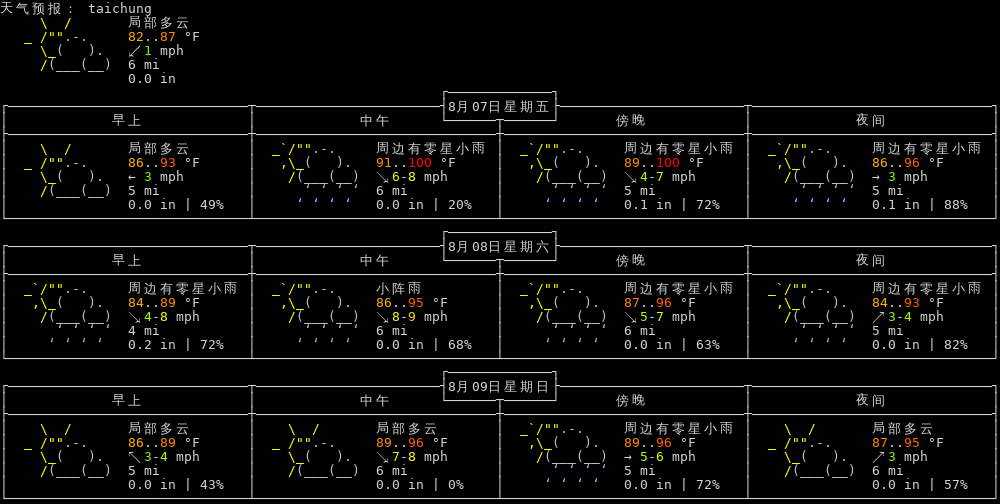 天气预报： taichung
局部多云
82..87 °F
↙ 1 mph
6 mi
0.0 in
8月07日星期五
早上 中午 傍晚 夜间
局部多云 周边有零星小雨 周边有零星小雨 周边有零星小雨
86..93 °F 91..100 °F 89..100 °F 86..96 °F
← 3 mph ↘ 6-8 mph ↘ 4-7 mph → 3 mph
5 mi 6 mi 5 mi 5 mi
0.0 in | 49% 0.0 in | 20% 0.1 in | 72% 0.1 in | 88%
8月08日星期六
早上 中午 傍晚 夜间
周边有零星小雨 小阵雨 周边有零星小雨 周边有零星小雨
84..89 °F 86..95 °F 87..96 °F 84..93 °F
↘ 4-8 mph ↘ 8-9 mph ↘ 5-7 mph ↗ 3-4 mph
4 mi 6 mi 6 mi 5 mi
0.2 in | 72% 0.0 in | 68% 0.0 in | 63% 0.0 in | 82%
8月09日星期日
早上 中午 傍晚 夜间
局部多云 局部多云 周边有零星小雨 局部多云
86..89 °F 89..96 °F 89..96 °F 87..95 °F
↖ 3-4 mph ↘ 7-8 mph → 5-6 mph ↗ 3 mph
5 mi 6 mi 5 mi 6 mi
0.0 in | 43% 0.0 in | 0% 0.0 in | 72% 0.0 in | 57%